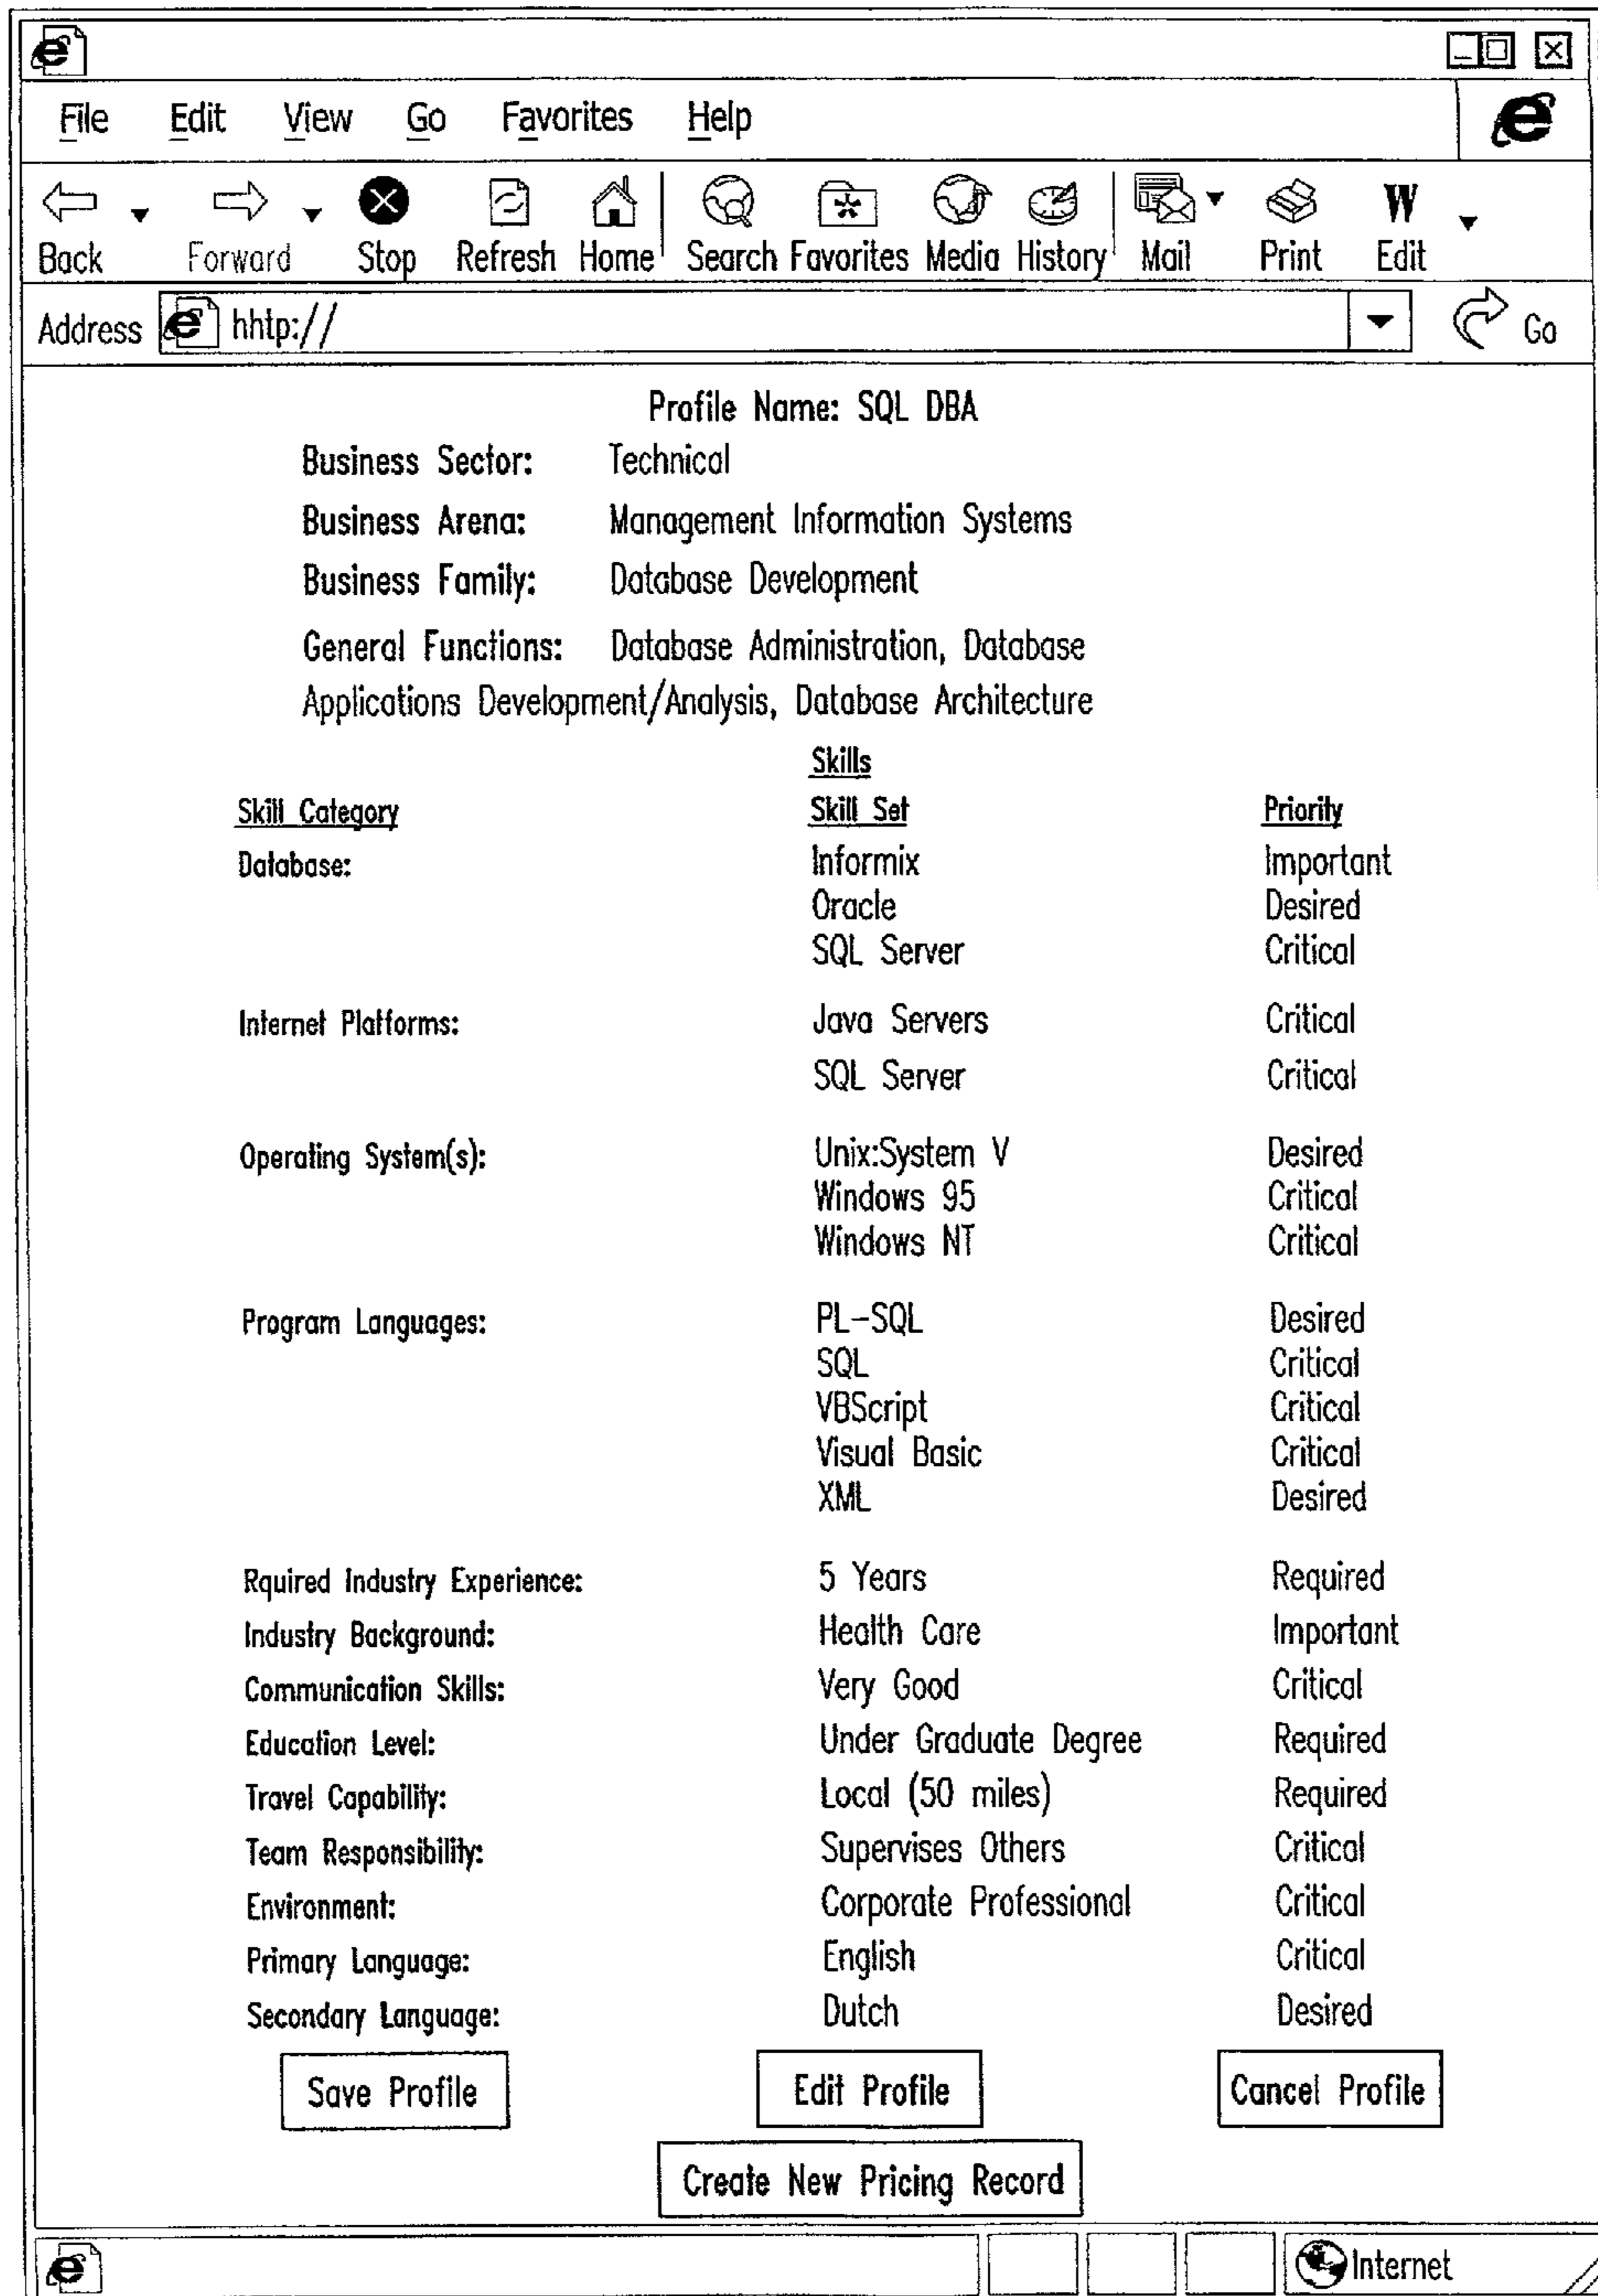 File Edit View Go Favorites Help
Back Forward Stop Refresh Home Search Favorites Media History Mail Print Edit
Address hhtp:// Go
Profile Name: SQL DBA
Business Sector: Technical
Business Arena: Management Information Systems
Business Family: Database Development
General Functions: Database Administration, Database
Applications Development/Analysis, Database Architecture
Skills
Skill Category Skill Set Priority
Database: Informix Important
Oracle Desired
SQL Server Critical
Internet Platforms: Java Servers Critical
SQL Server Critical
Operating System(s): Unix:System V Desired
Windows 95 Critical
Windows NT Critical
Program Languages: PL-SQL Desired
SQL Critical
VBScript Critical
Visual Basic Critical
XML Desired
Rquired Industry Experience: 5 Years Required
Industry Background: Health Care Important
Communication Skills: Very Good Critical
Education Level: Under Graduate Degree Required
Travel Capability: Local (50 miles) Required
Team Responsibility: Supervises Others Critical
Environment: Corporate Professional Critical
Primary Language: English Critical
Secondary Language: Dutch Desired
Save Profile Edit Profile Cancel Profile
Create New Pricing Record
Internet